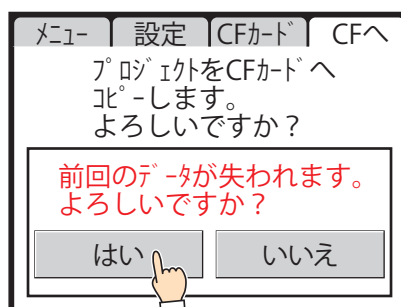 ﾒﾆｭｰ 設定 CFｶｰﾄﾞ CFへ
ﾌﾟﾛｼﾞｪｸﾄをCFｶｰﾄﾞへ
ｺﾋﾟｰします。
よろしいですか？
前回のﾃﾞｰﾀが失われます。
よろしいですか？
はい いいえ